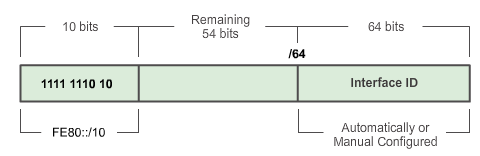 10 bits
Remaining
54 bits
64 bits
/64
1111 1110 10
Interface ID
FE80::/10
Automatically or
Manual Configured